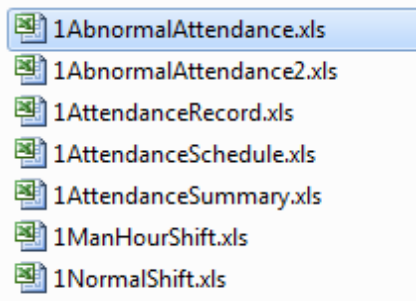 1AbnormalAttendance.xls
1AbnormalAttendance2.xls
1AttendanceRecord.xls
1AttendanceSchedule.xls
1AttendanceSummary.xls
1ManHourShift.xls
1NormalShift.xls